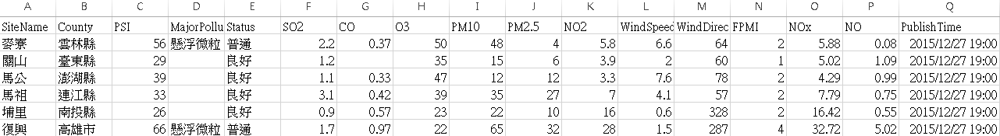 A B C D E F G H I J K L M N O P Q
SiteName County PSI MajorPollu Status SO2 CO O3 PM10 PM2.5 NO2 WindSpeed WindDirec FPMI NOx NO PublishTime
麥寮 雲林縣 56 懸浮微粒 普通 2.2 0.37 50 48 4 5.8 6.6 64 2 5.88 0.08 2015/12/27 19:00
關山 臺東縣 29 良好 1.2 35 15 6 3.9 2 60 1 5.02 1.09 2015/12/27 19:00
馬公 澎湖縣 39 良好 1.1 0.33 47 12 12 3.3 7.6 78 2 4.29 0.99 2015/12/27 19:00
馬祖 連江縣 33 良好 3.1 0.42 39 35 27 7 4.1 57 2 7.79 0.75 2015/12/27 19:00
埔里 南投縣 26 良好 0.9 0.57 23 22 10 16 0.6 328 2 16.42 0.55 2015/12/27 19:00
復興 高雄市 66 懸浮微粒 普通 1.7 0.97 22 65 32 28 1.5 287 4 32.72 5.02 2015/12/27 19:00